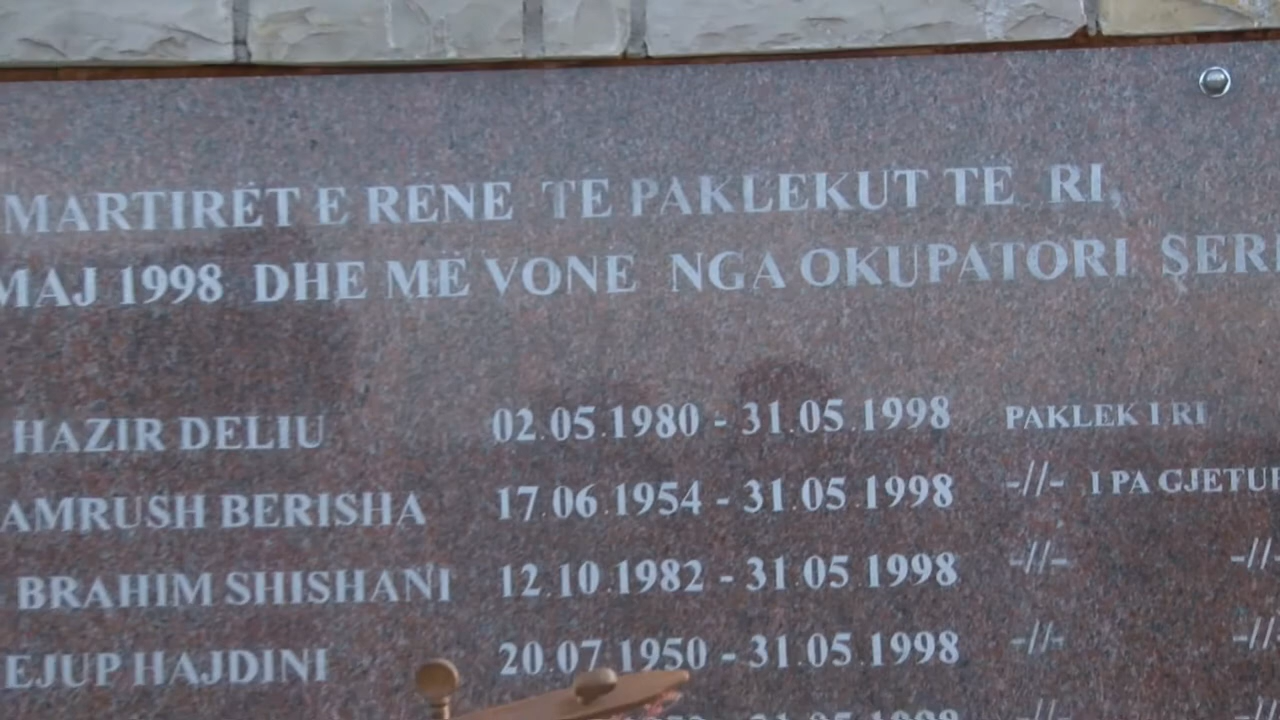 MARTIRËT E RENE TE PAKLEKUT TË RI,
MAJ 1998 DHE MË VONE NGA OKUPATORI SERB
HAZIR DELIU 02.05.1980 - 31.05.1998 PAKLEK I RI
AMRUSH BERISHA 17.06.1954 - 31.05.1998 -//- I PA GJETUR
BRAHIM SHISHANI 12.10.1982 - 31.05.1998 -//- -//-
EJUP HAJDINI 20.07.1950 - 31.05.1998 -//- -//-